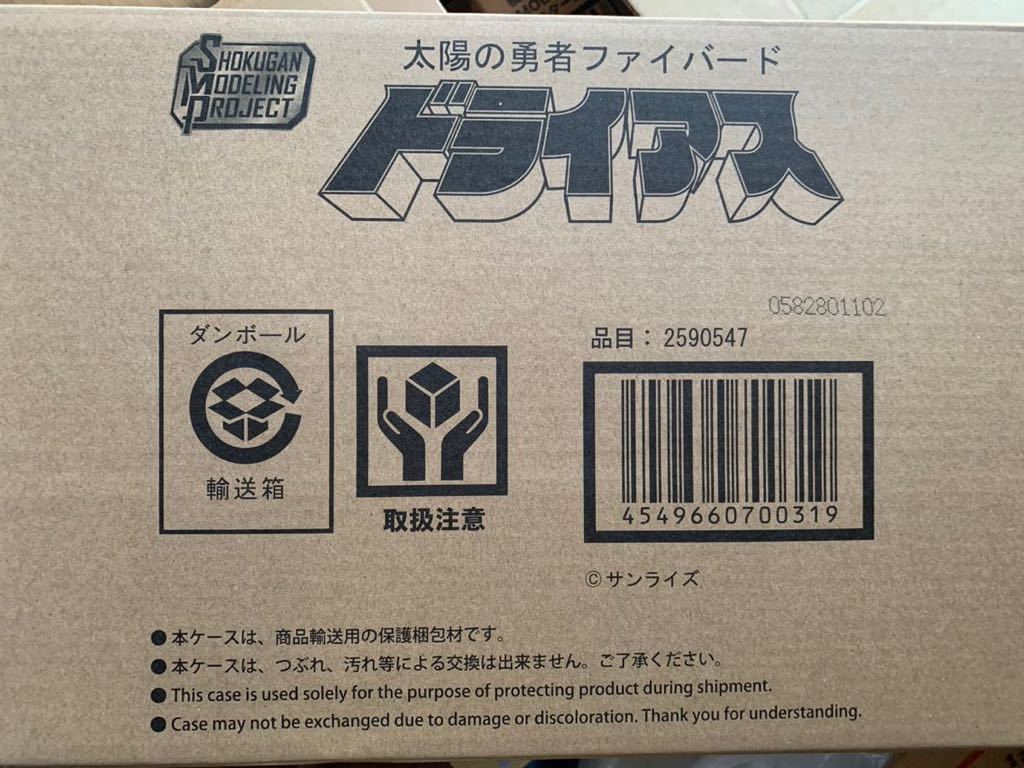 SHOKUGAN
MODELING
PROJECT
太陽の勇者ファイバード
ドライアス
0582801102
品目：2590547
ダンボール
輸送箱
取扱注意
4549660700319
©サンライズ
●本ケースは、商品輸送用の保護梱包材です。
●本ケースは、つぶれ、汚れ等による交換は出来ません。ご了承ください。
●This case is used solely for the purpose of protecting product during shipment.
●Case may not be exchanged due to damage or discoloration. Thank you for understanding.